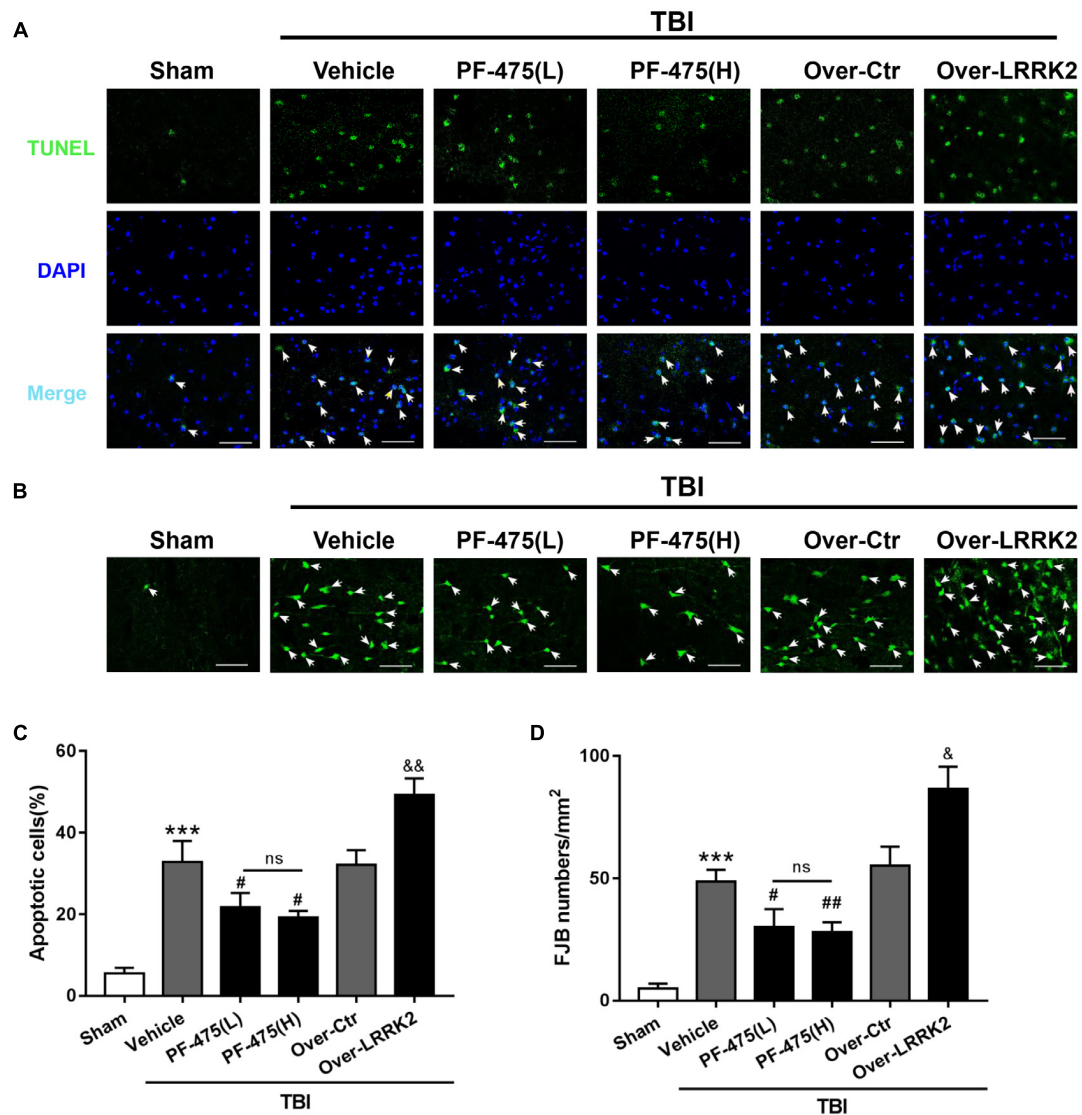 A
TBI
Sham Vehicle PF-475(L) PF-475(H) Over-Ctr Over-LRRK2
TUNEL
DAPI
Merge
B
TBI
Sham Vehicle PF-475(L) PF-475(H) Over-Ctr Over-LRRK2
C
Apoptotic cells(%)
60
40
20
0
***
#
ns
#
&&
Sham Vehicle PF-475(L) PF-475(H) Over-Ctr Over-LRRK2
TBI
D
FJB numbers/mm²
100
50
0
***
#
ns
##
&
Sham Vehicle PF-475(L) PF-475(H) Over-Ctr Over-LRRK2
TBI